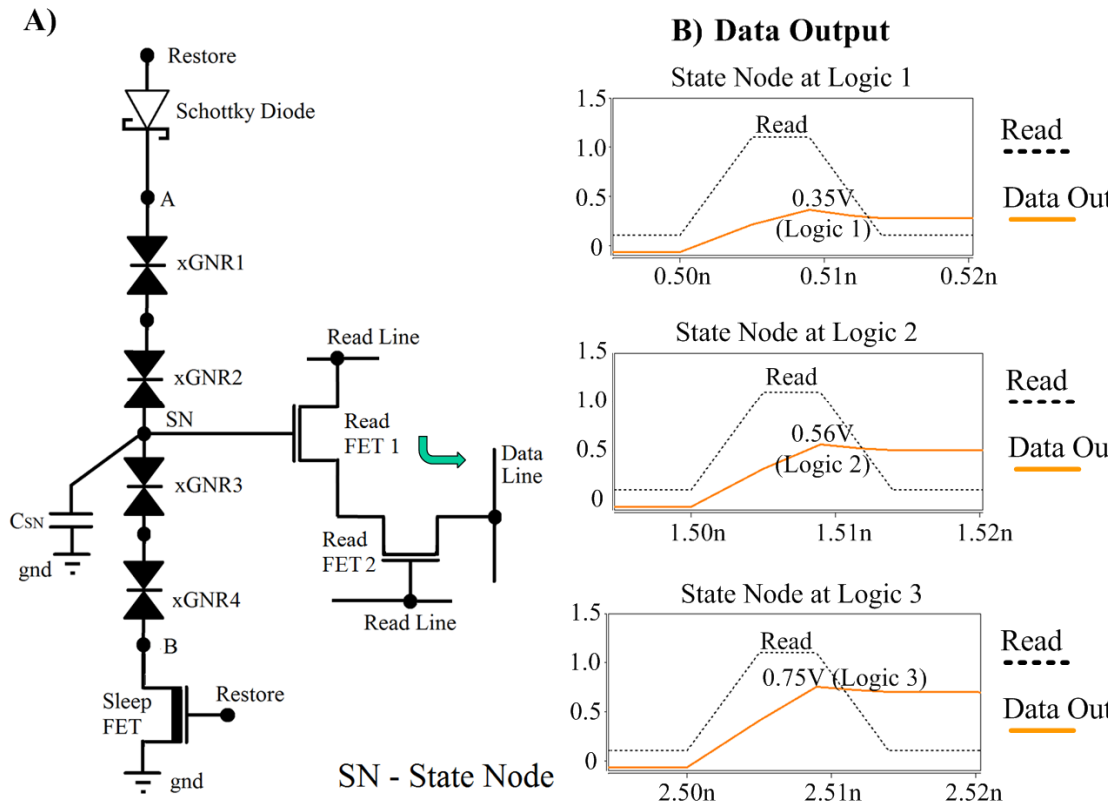 A)
Restore
Schottky Diode
A
xGNR1
xGNR2
SN
xGNR3
CSN
gnd
xGNR4
B
Sleep
FET
Restore
gnd
Read Line
Read
FET 1
Data
Line
Read
FET 2
Read Line
SN - State Node
B) Data Output
State Node at Logic 1
1.5
Read
0.5
0.35V
(Logic 1)
0
0.50n
0.51n
0.52n
Read
Data Out
State Node at Logic 2
1.5
Read
1.0
0.56V
0.5
(Logic 2)
0
1.50n
1.51n
1.52n
Read
Data Ou
State Node at Logic 3
1.5
Read
1.0
0.75V (Logic 3)
0.5
0
2.50n
2.51n
2.52n
Read
Data Out